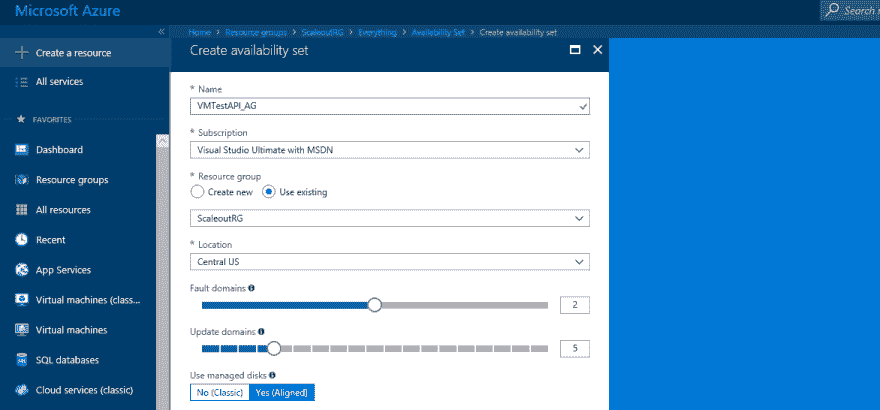 Microsoft Azure
Search r
Home > Resource groups > ScaleoutRG > Everything > Availability Set > Create availability set
Create a resource
All services
FAVORITES
Dashboard
Resource groups
All resources
Recent
App Services
Virtual machines (classi...
Virtual machines
SQL databases
Cloud services (classic)
Create availability set
* Name
VMTestAPI_AG
* Subscription
Visual Studio Ultimate with MSDN
* Resource group
Create new
Use existing
ScaleoutRG
* Location
Central US
Fault domains
2
Update domains
5
Use managed disks
No (Classic)
Yes (Aligned)